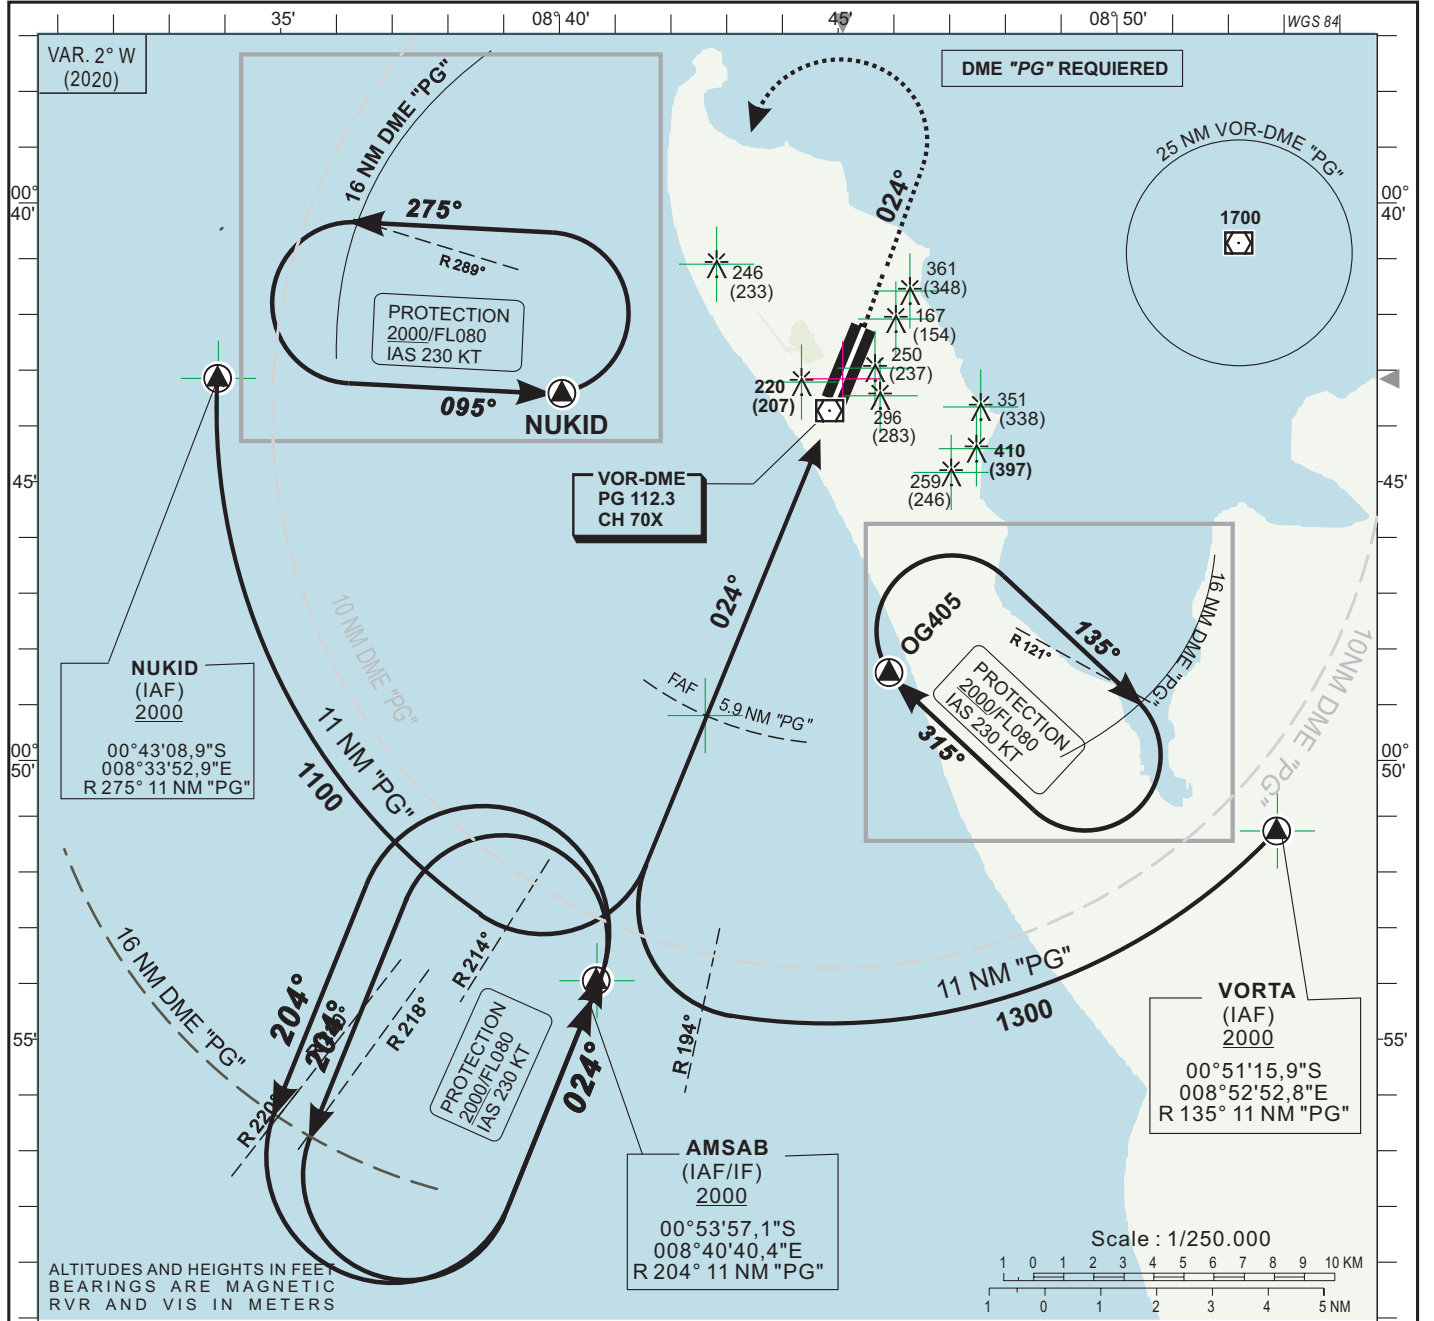 35'
08° 40'
45'
08° 50'
WGS 84
VAR. 2° W
(2020)
DME "PG" REQUIERED
16 NM DME "PG"
25 NM VOR-DME "PG"
1700
00°
40'
00°
40'
275°
R 289°
024°
246
(233)
361
(348)
167
(154)
PROTECTION
2000/FL080
IAS 230 KT
250
(237)
220
(207)
095°
NUKID
296
(283)
351
(338)
410
(397)
259
(246)
VOR-DME
PG 112.3
CH 70X
45'
45'
024°
OG405
135°
R 121°
16 NM DME "PG"
PROTECTION
2000/FL080
IAS 230 KT
315°
10 NM DME "PG"
10NM DME "PG"
NUKID
(IAF)
2000
00°43'08,9"S
008°33'52,9"E
R 275° 11 NM "PG"
FAF
5.9 NM "PG"
11 NM "PG"
1100
00°
50'
00°
50'
16 NM DME "PG"
R 214°
204°
204°
R 218°
R 220°
PROTECTION
2000/FL080
IAS 230 KT
024°
R 194°
11 NM "PG"
1300
VORTA
(IAF)
2000
00°51'15,9"S
008°52'52,8"E
R 135° 11 NM "PG"
55'
55'
AMSAB
(IAF/IF)
2000
00°53'57,1"S
008°40'40,4"E
R 204° 11 NM "PG"
ALTITUDES AND HEIGHTS IN FEET
BEARINGS ARE MAGNETIC
RVR AND VIS IN METERS
Scale : 1/250.000
1 0 1 2 3 4 5 6 7 8 9 10 KM
1 0 1 2 3 4 5 NM